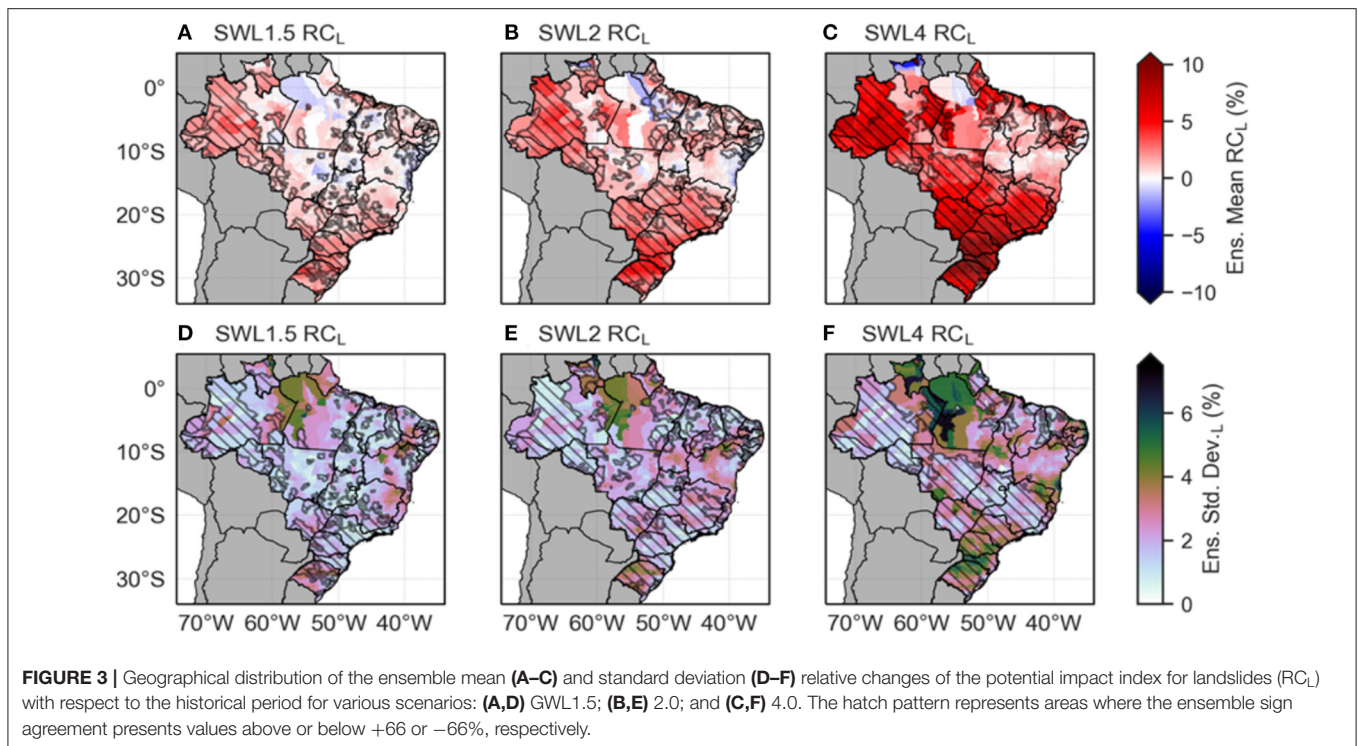 A SWL1.5 RCL
B SWL2 RCL
C SWL4 RCL
0°
10°S
20°S
30°S
10
5
0
−5
−10
Ens. Mean RCL (%)
D SWL1.5 RCL
E SWL2 RCL
F SWL4 RCL
0°
10°S
20°S
30°S
70°W 60°W 50°W 40°W
70°W 60°W 50°W 40°W
70°W 60°W 50°W 40°W
6
4
2
0
Ens. Std. Dev.L (%)
FIGURE 3 | Geographical distribution of the ensemble mean (A–C) and standard deviation (D–F) relative changes of the potential impact index for landslides (RCL)
with respect to the historical period for various scenarios: (A,D) GWL1.5; (B,E) 2.0; and (C,F) 4.0. The hatch pattern represents areas where the ensemble sign
agreement presents values above or below +66 or −66%, respectively.